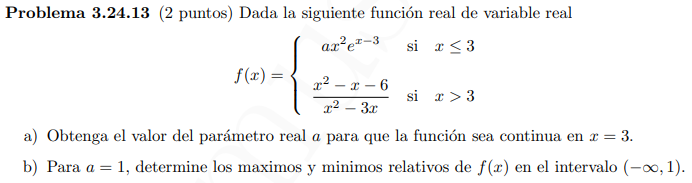 Problema 3.24.13 (2 puntos) Dada la siguiente función real de variable real
f(x) = { ax²eˣ⁻³ si x ≤ 3
(x² − x − 6)/(x² − 3x) si x > 3
a) Obtenga el valor del parámetro real a para que la función sea continua en x = 3.
b) Para a = 1, determine los maximos y minimos relativos de f(x) en el intervalo (−∞, 1).